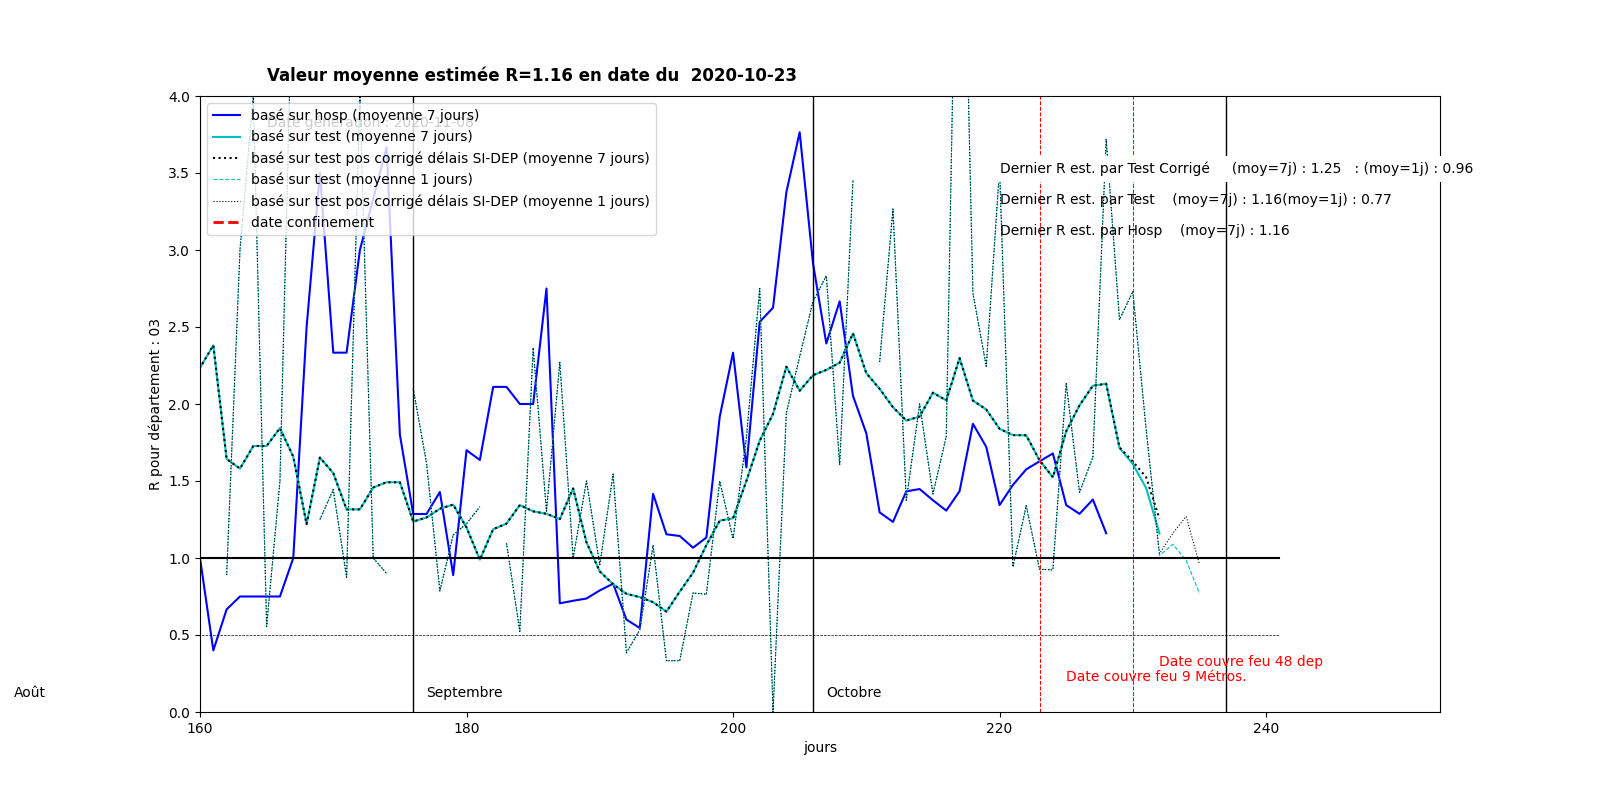 Valeur moyenne estimée R=1.16 en date du  2020-10-23
Date génération : 2020-11-08
basé sur hosp (moyenne 7 jours)
basé sur test (moyenne 7 jours)
basé sur test pos corrigé délais SI-DEP (moyenne 7 jours)
basé sur test (moyenne 1 jours)
basé sur test pos corrigé délais SI-DEP (moyenne 1 jours)
date confinement
Dernier R est. par Test Corrigé (moy=7j) : 1.25 : (moy=1j) : 0.96
Dernier R est. par Test (moy=7j) : 1.16(moy=1j) : 0.77
Dernier R est. par Hosp (moy=7j) : 1.16
4.0
3.5
3.0
2.5
2.0
1.5
1.0
0.5
0.0
R pour département : 03
Date couvre feu 48 dep
Date couvre feu 9 Métros.
Août
Septembre
Octobre
160
180
200
220
240
jours